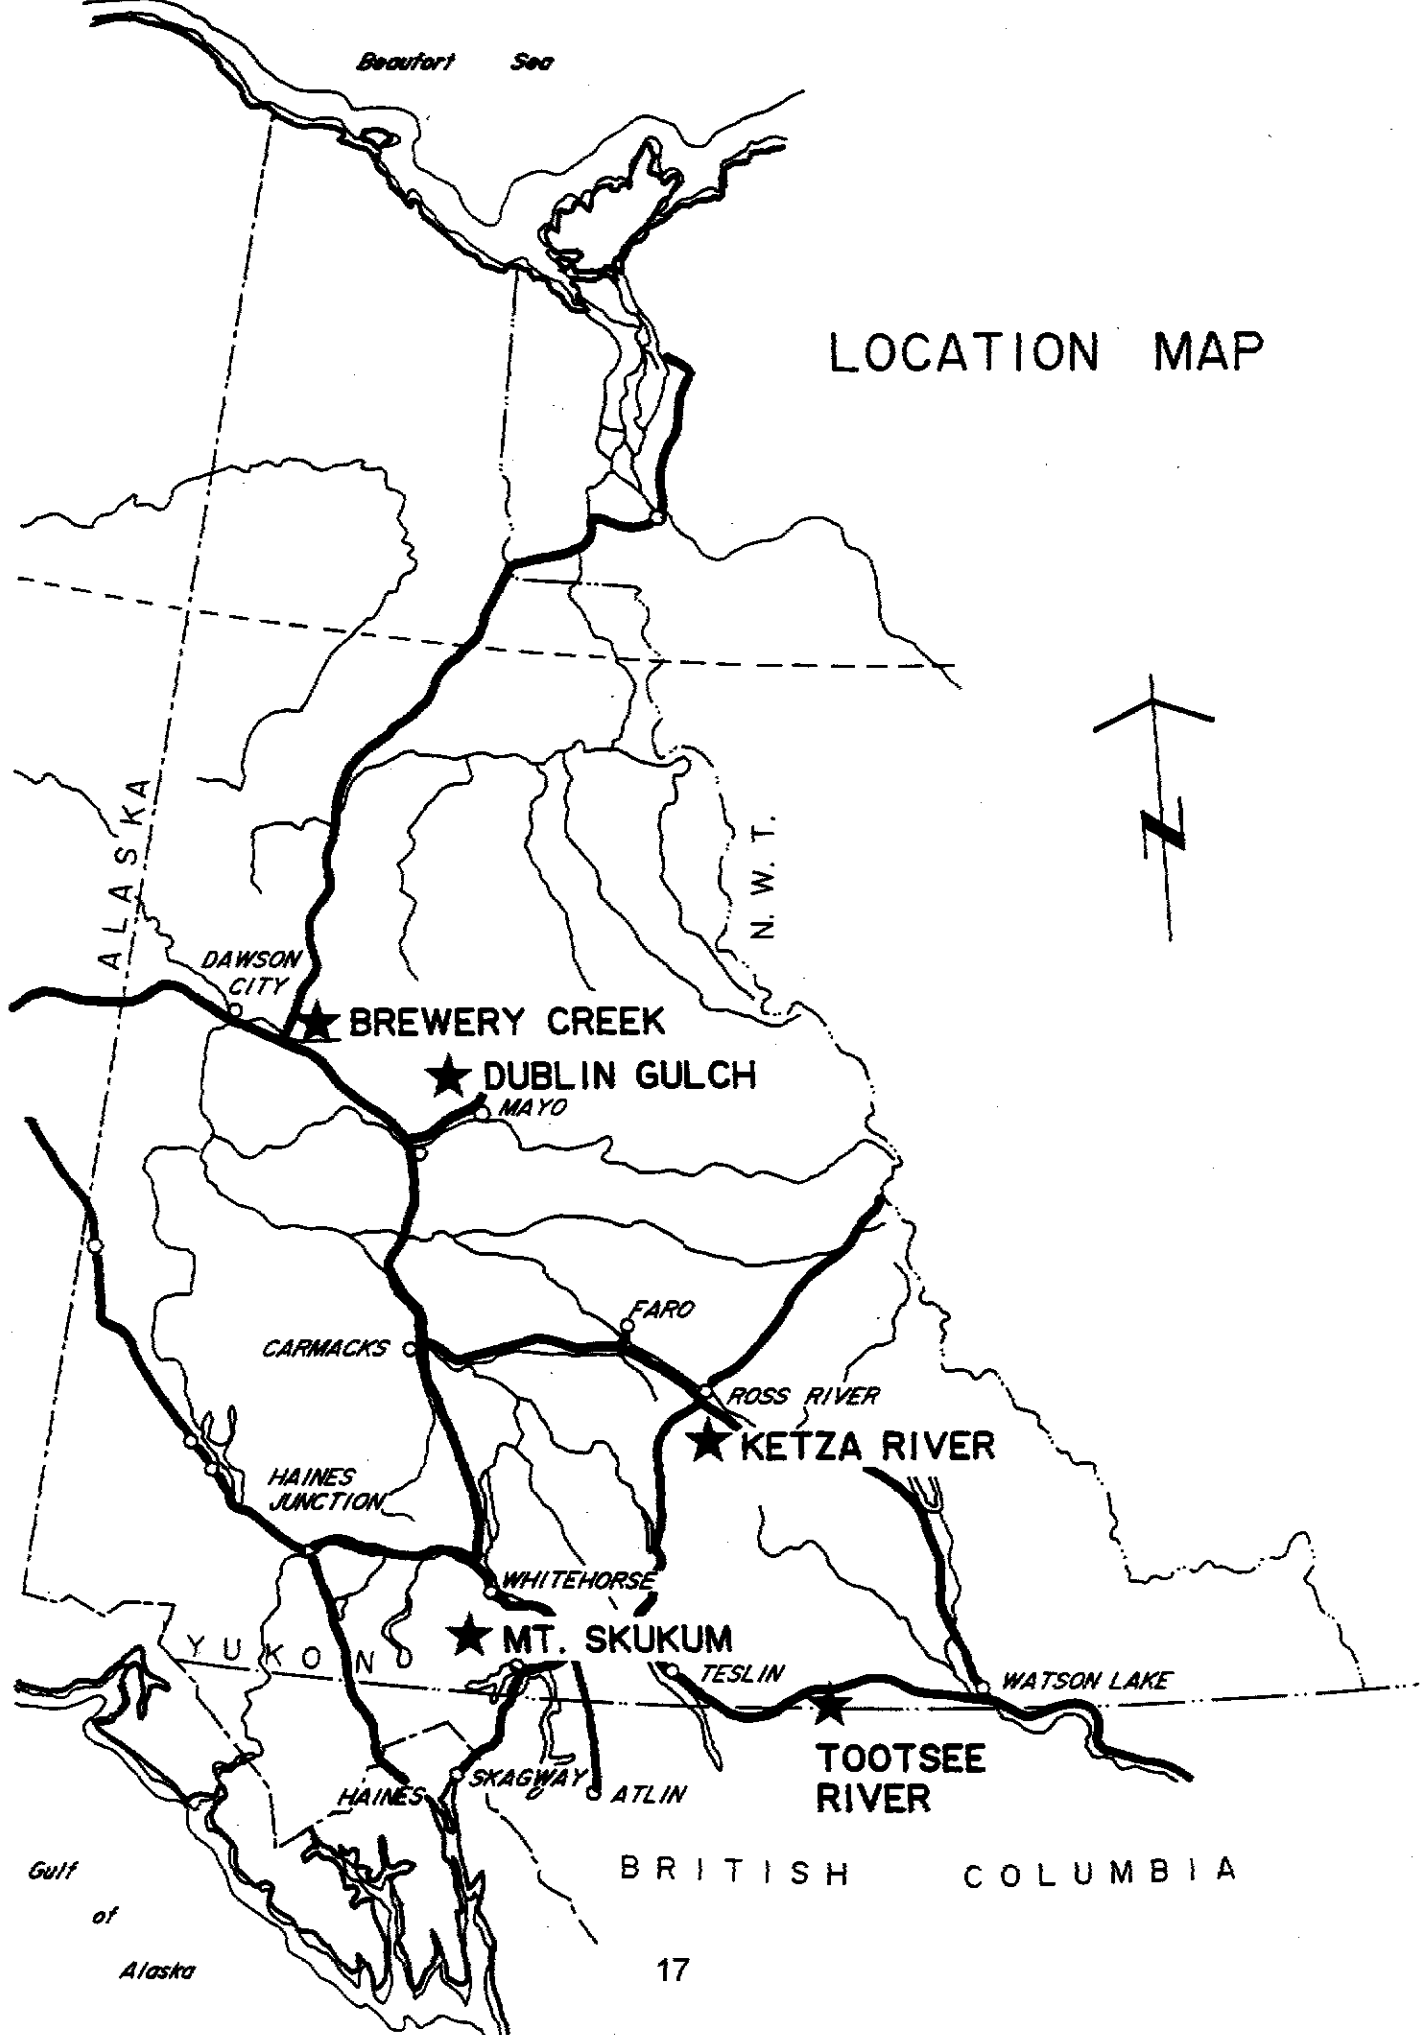 Beaufort Sea
LOCATION MAP
ALASKA
N.W.T.
DAWSON
CITY
BREWERY CREEK
DUBLIN GULCH
MAYO
FARO
CARMACKS
ROSS RIVER
KETZA RIVER
HAINES
JUNCTION
WHITEHORSE
MT. SKUKUM
YUKON
TESLIN
WATSON LAKE
TOOTSEE
RIVER
SKAGWAY
HAINES
ATLIN
BRITISH COLUMBIA
Gulf
of
Alaska
17
N